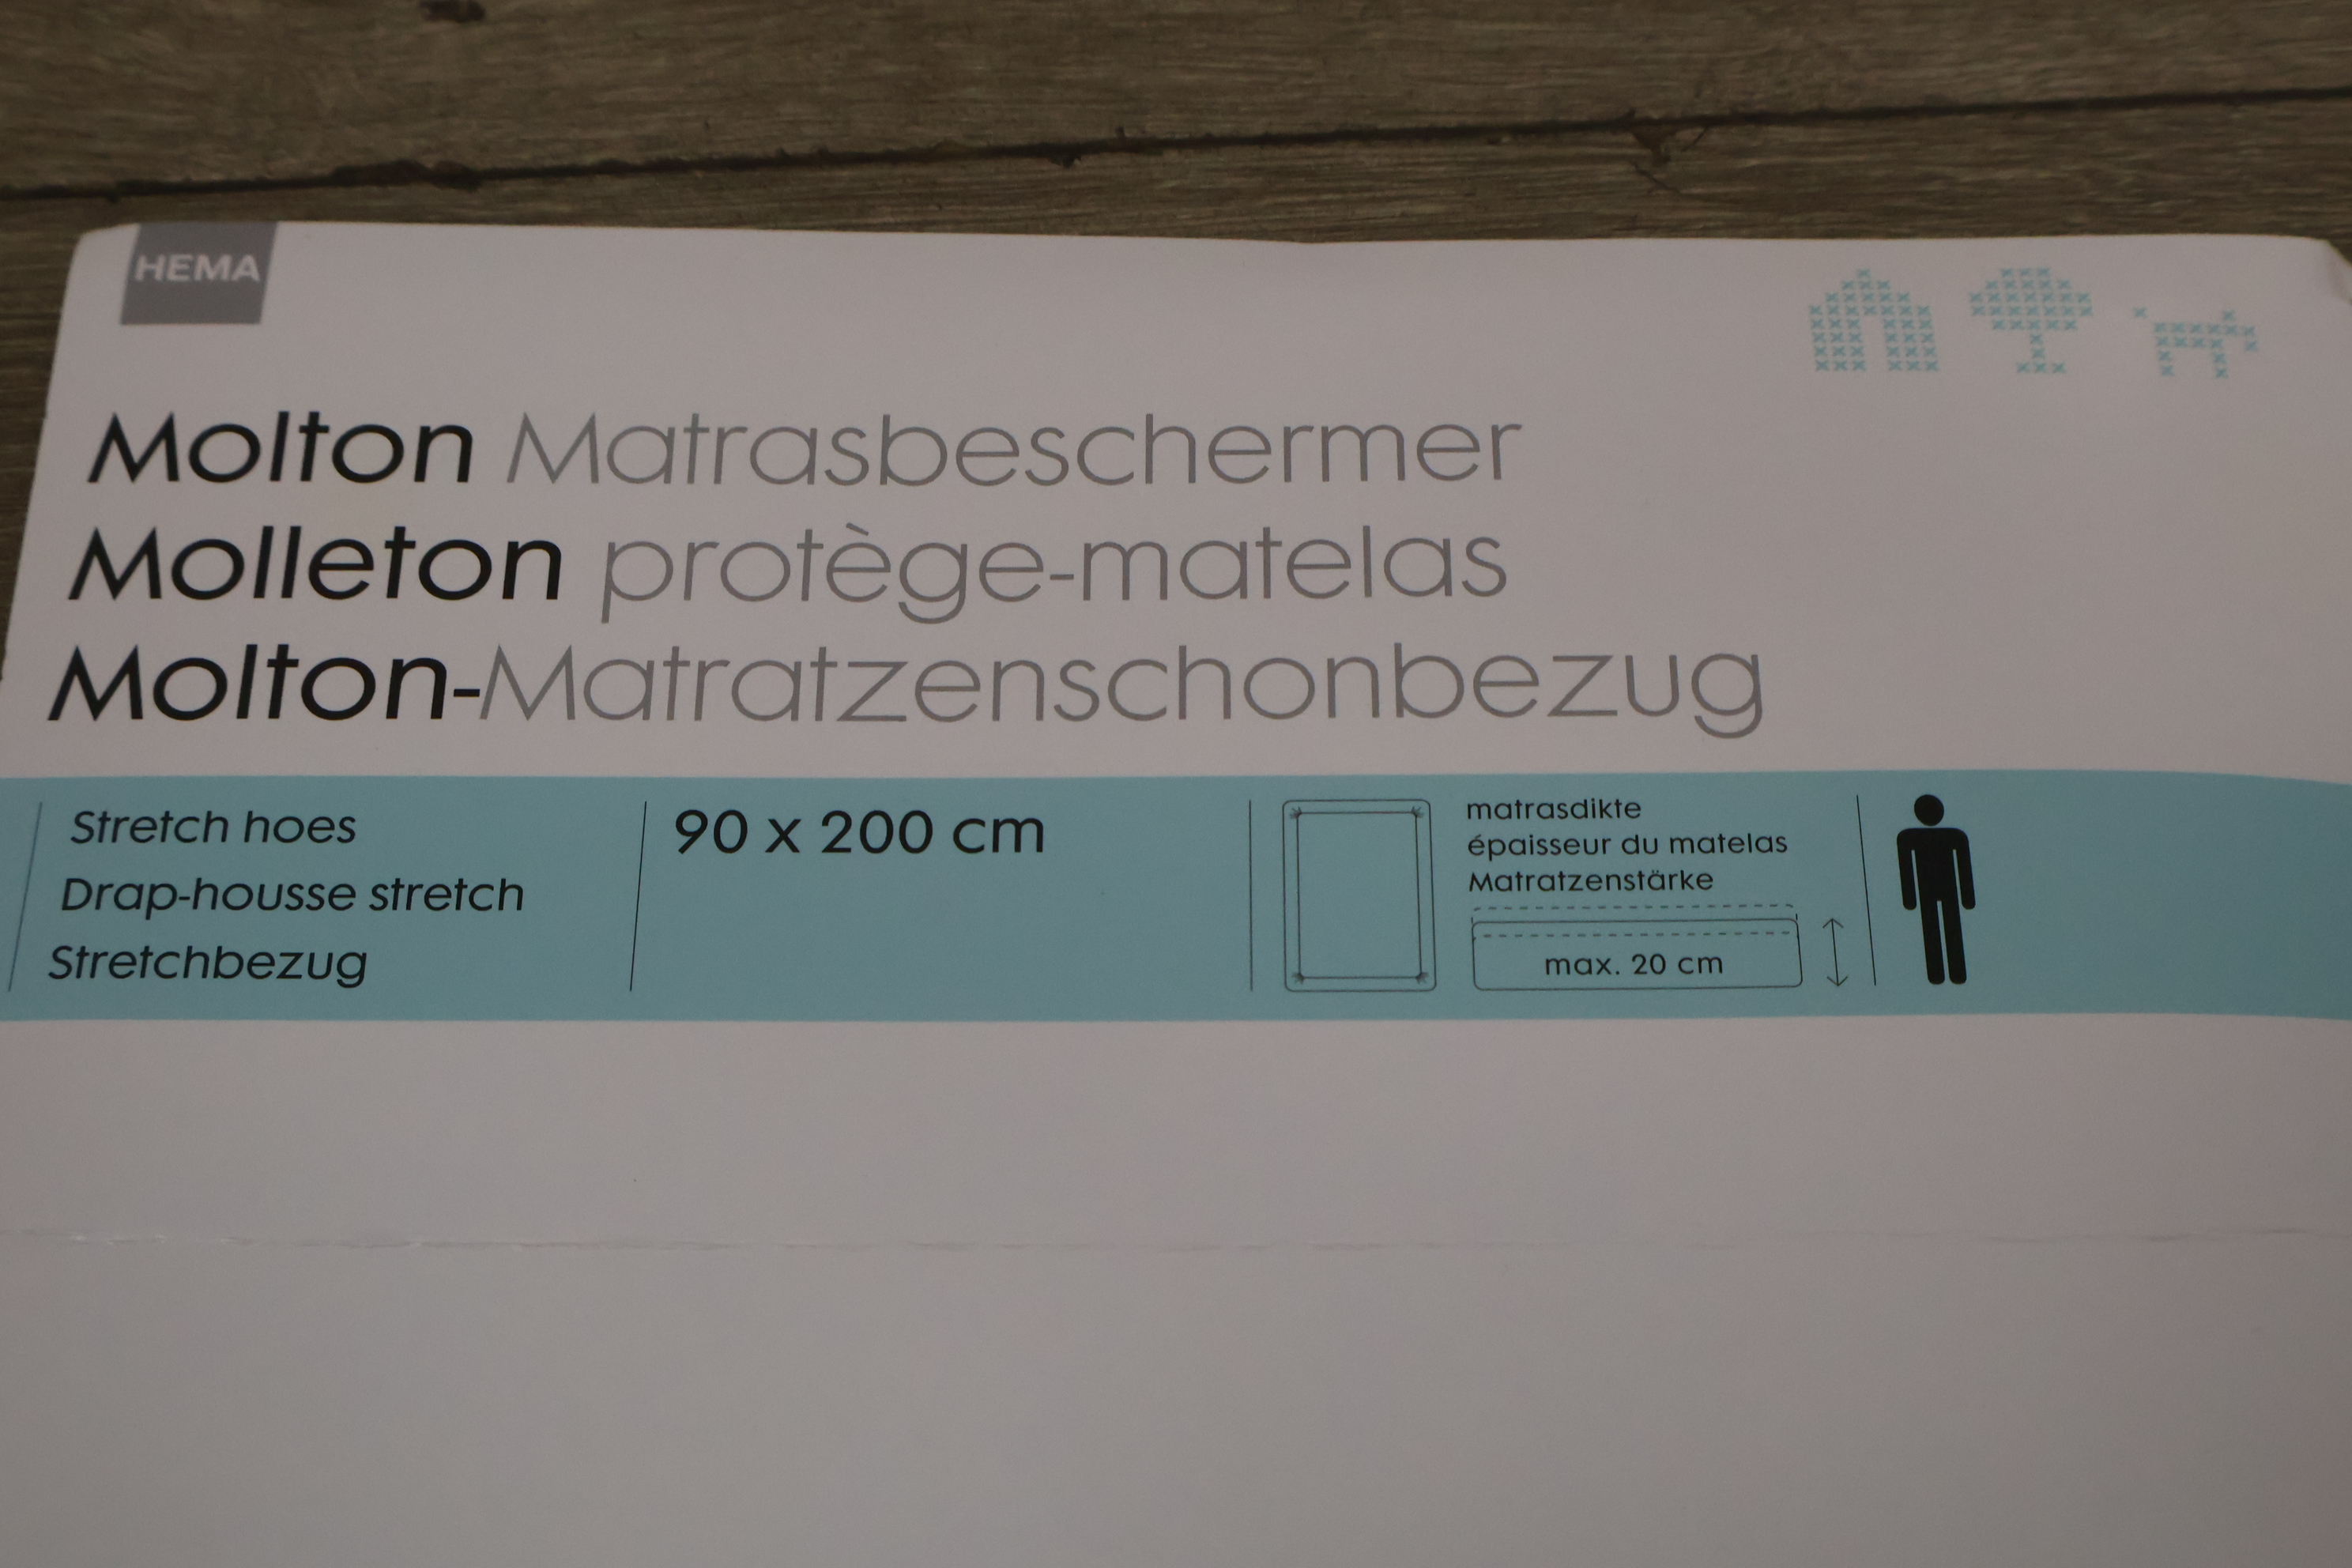 HEMA
Molton Matrasbeschermer
Molleton protège-matelas
Molton-Matratzenschonbezug
Stretch hoes
Drap-housse stretch
Stretchbezug
90 x 200 cm
matrasdikte
épaisseur du matelas
Matratzenstärke
max. 20 cm